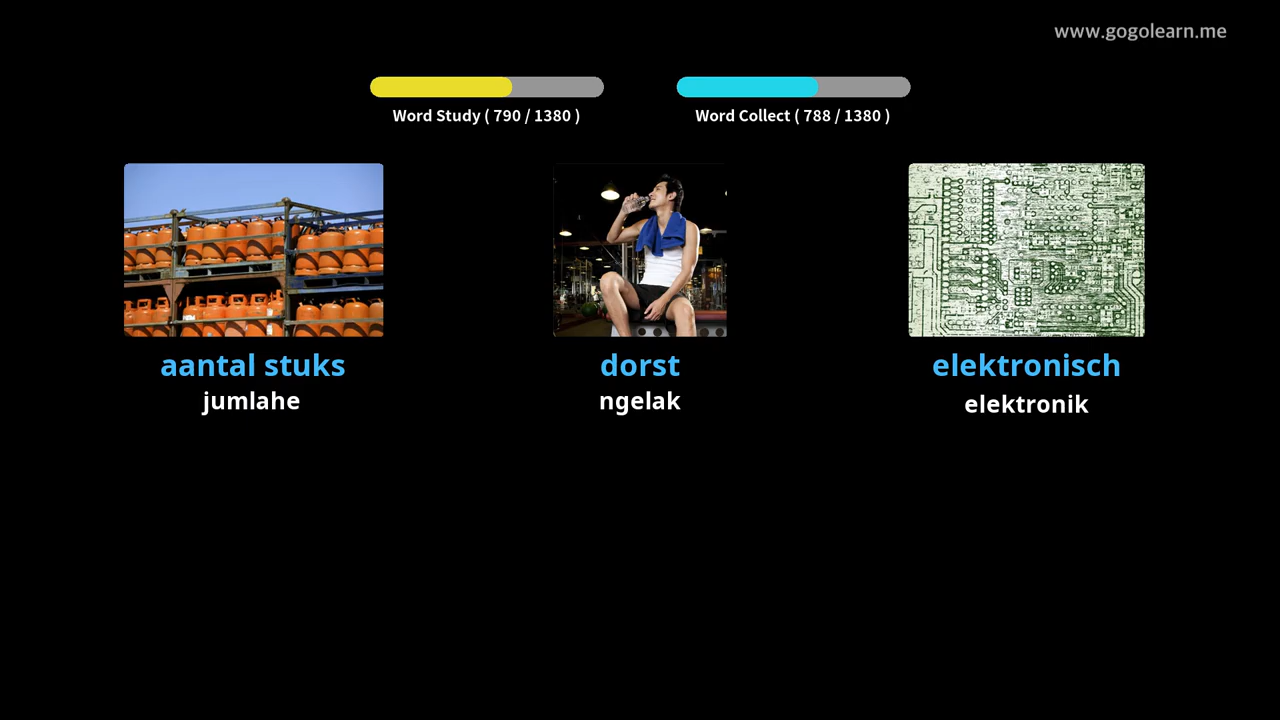 www.gogolearn.me
Word Study ( 790 / 1380 )
Word Collect ( 788 / 1380 )
aantal stuks
jumlahe
dorst
ngelak
elektronisch
elektronik